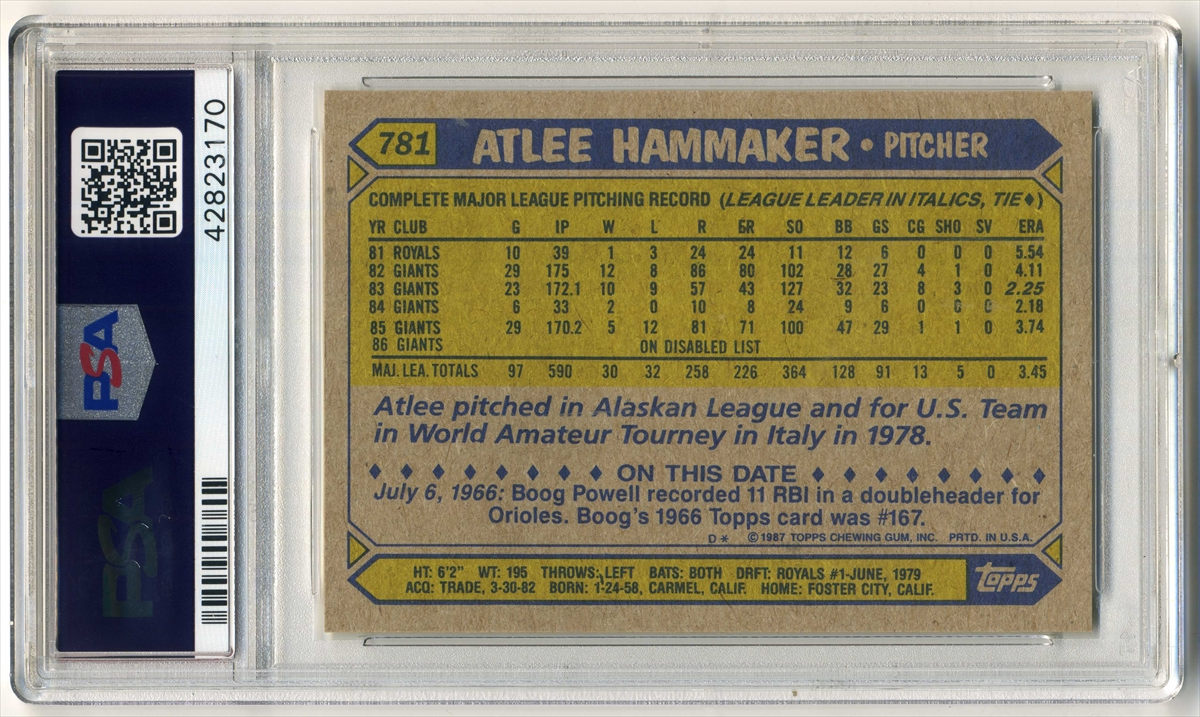 42823170
PSA
PSA
781 ATLEE HAMMAKER • PITCHER
COMPLETE MAJOR LEAGUE PITCHING RECORD (LEAGUE LEADER IN ITALICS, TIE♦)
YR CLUB G IP W L R ER SO BB GS CG SHO SV ERA
81 ROYALS 10 39 1 3 24 24 11 12 6 0 0 0 5.54
82 GIANTS 29 175 12 8 86 80 102 28 27 4 1 0 4.11
83 GIANTS 23 172.1 10 9 57 43 127 32 23 8 3 0 2.25
84 GIANTS 6 33 2 0 10 8 24 9 6 0 0 0 2.18
85 GIANTS 29 170.2 5 12 81 71 100 47 29 1 1 0 3.74
86 GIANTS ON DISABLED LIST
MAJ. LEA. TOTALS 97 590 30 32 258 226 364 128 91 13 5 0 3.45
Atlee pitched in Alaskan League and for U.S. Team
in World Amateur Tourney in Italy in 1978.
♦ ♦ ♦ ♦ ♦ ♦ ♦ ♦ ON THIS DATE ♦ ♦ ♦ ♦ ♦ ♦ ♦ ♦
July 6, 1966: Boog Powell recorded 11 RBI in a doubleheader for
Orioles. Boog's 1966 Topps card was #167.
D* ©1987 TOPPS CHEWING GUM, INC. PRTD. IN U.S.A.
HT: 6'2" WT: 195 THROWS: LEFT BATS: BOTH DRFT: ROYALS #1-JUNE, 1979
ACQ: TRADE, 3-30-82 BORN: 1-24-58, CARMEL, CALIF. HOME: FOSTER CITY, CALIF.
topps